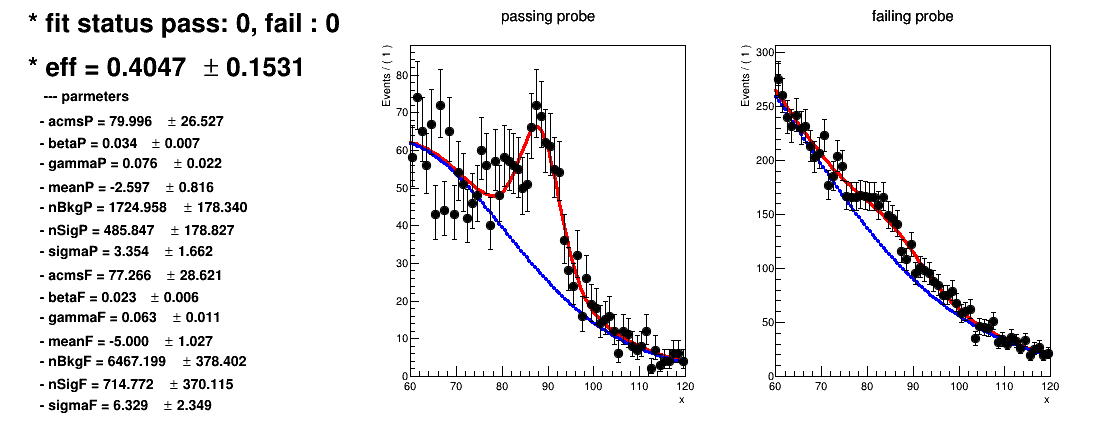 * fit status pass: 0, fail : 0
* eff = 0.4047 ± 0.1531
--- parmeters
- acmsP = 79.996 ± 26.527
- betaP = 0.034 ± 0.007
- gammaP = 0.076 ± 0.022
- meanP = -2.597 ± 0.816
- nBkgP = 1724.958 ± 178.340
- nSigP = 485.847 ± 178.827
- sigmaP = 3.354 ± 1.662
- acmsF = 77.266 ± 28.621
- betaF = 0.023 ± 0.006
- gammaF = 0.063 ± 0.011
- meanF = -5.000 ± 1.027
- nBkgF = 6467.199 ± 378.402
- nSigF = 714.772 ± 370.115
- sigmaF = 6.329 ± 2.349
passing probe
Events / ( 1 )
80
70
60
50
40
30
20
10
0
60 70 80 90 100 110 120
x
failing probe
Events / ( 1 )
300
250
200
150
100
50
0
60 70 80 90 100 110 120
x